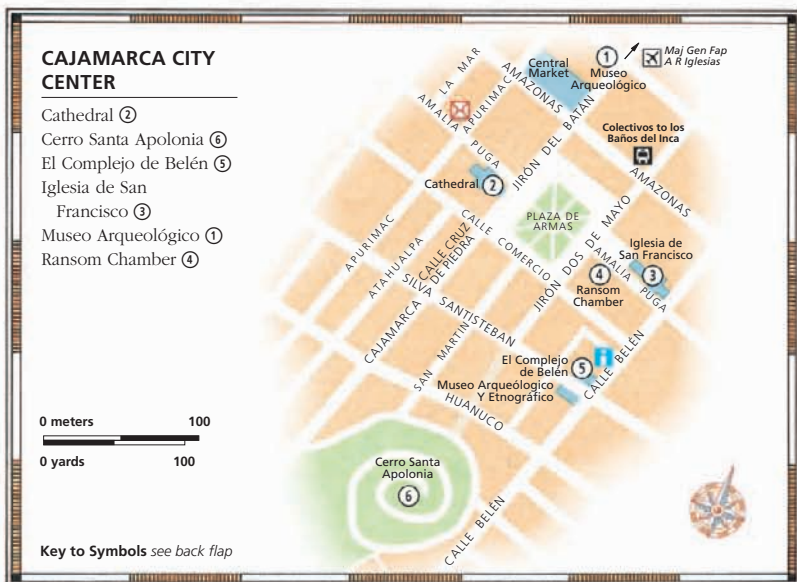 CAJAMARCA CITY
CENTER
Cathedral ②
Cerro Santa Apolonia ⑥
El Complejo de Belén ⑤
Iglesia de San
Francisco ③
Museo Arqueológico ①
Ransom Chamber ④
0 meters 100
0 yards 100
Key to Symbols see back flap
LA MAR
AMAZONAS
Central
Market
①
Museo
Arqueológico
Maj Gen Fap
A R Iglesias
AMALIA PUGA
APURIMAC
JIRÓN DEL BATÁN
Colectivos to los
Baños del Inca
AMAZONAS
Cathedral ②
PLAZA DE
ARMAS
CALLE COMERCIO
JIRÓN DOS DE MAYO
Iglesia de
San Francisco
③
AMALIA PUGA
④
Ransom
Chamber
APURIMAC
ATAHUALPA
CALLE CRUZ
DE PIEDRA
SILVA SANTISTEBAN
CAJAMARCA
SAN MARTIN
El Complejo
de Belén ⑤
Museo Arqueólogico
Y Etnográfico
CALLE BELÉN
HUANUCO
Cerro Santa
Apolonia
⑥
CALLE BELÉN